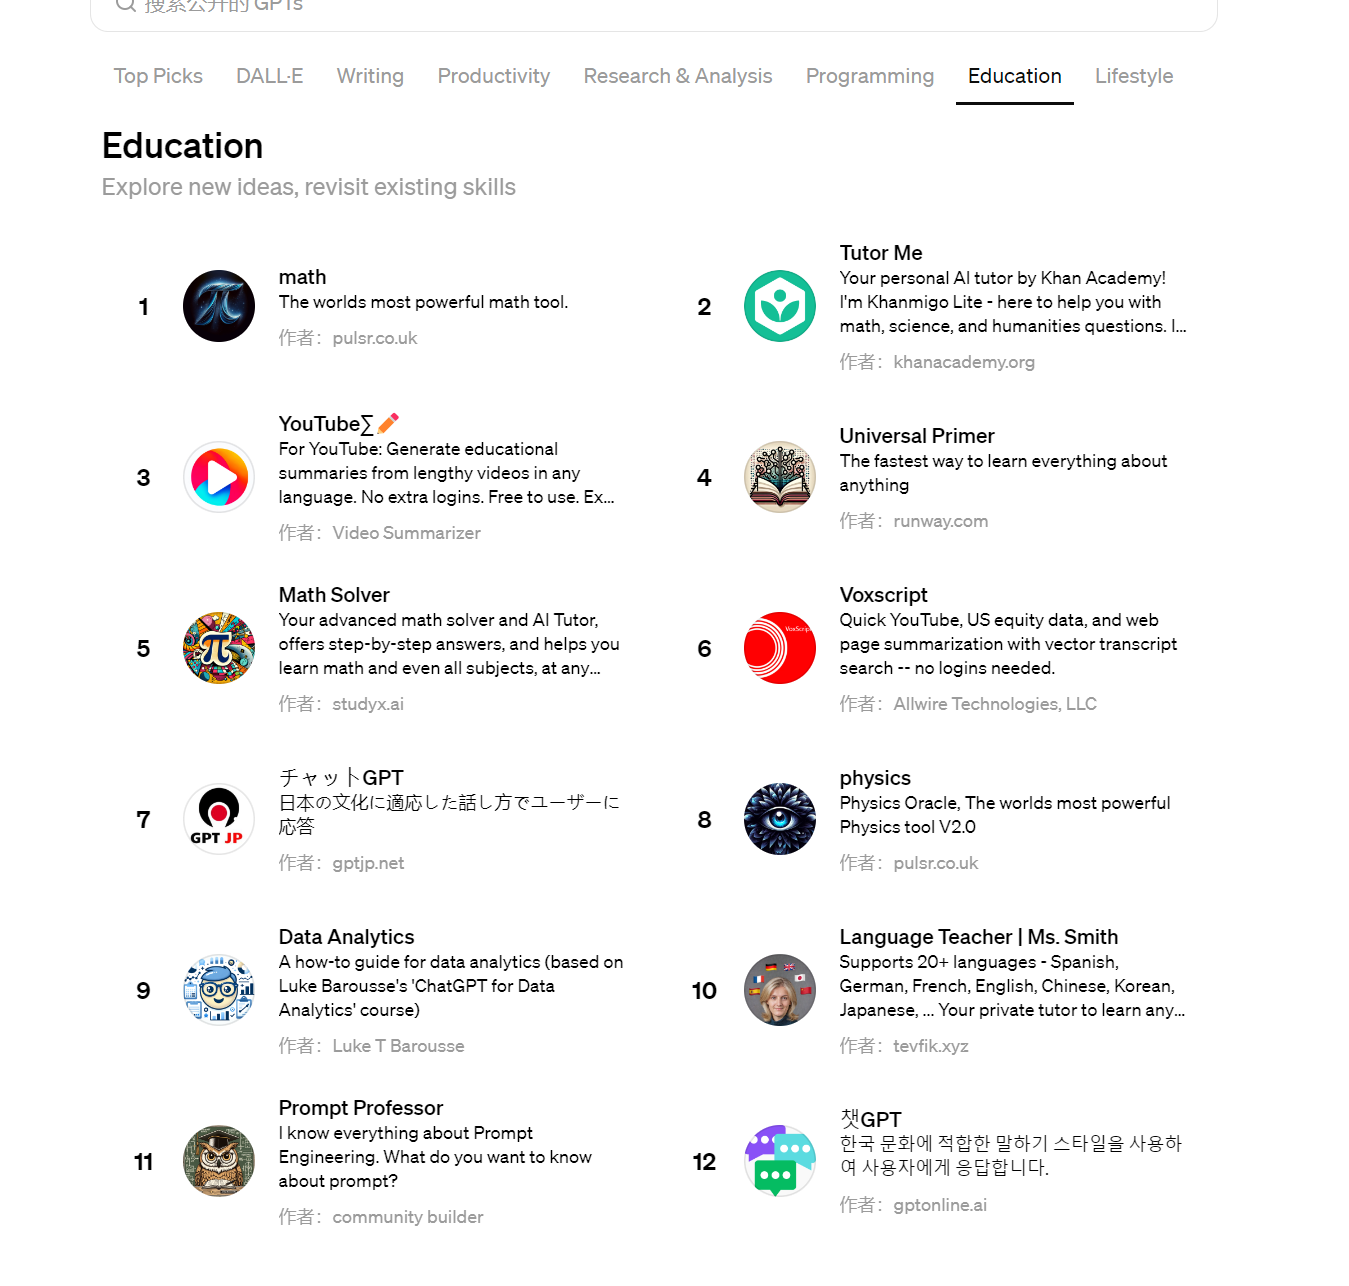 搜索公开的 GPTs
Top Picks
DALL·E
Writing
Productivity
Research & Analysis
Programming
Education
Lifestyle
Education
Explore new ideas, revisit existing skills
1
math
The worlds most powerful math tool.
作者：pulsr.co.uk
2
Tutor Me
Your personal AI tutor by Khan Academy!
I'm Khanmigo Lite - here to help you with
math, science, and humanities questions. I...
作者：khanacademy.org
3
YouTube∑✏️
For YouTube: Generate educational
summaries from lengthy videos in any
language. No extra logins. Free to use. Ex...
作者：Video Summarizer
4
Universal Primer
The fastest way to learn everything about
anything
作者：runway.com
5
Math Solver
Your advanced math solver and AI Tutor,
offers step-by-step answers, and helps you
learn math and even all subjects, at any...
作者：studyx.ai
6
VoxScript
Voxscript
Quick YouTube, US equity data, and web
page summarization with vector transcript
search -- no logins needed.
作者：Allwire Technologies, LLC
7
GPT JP
チャットGPT
日本の文化に適応した話し方でユーザーに
応答
作者：gptjp.net
8
physics
Physics Oracle, The worlds most powerful
Physics tool V2.0
作者：pulsr.co.uk
9
Data Analytics
A how-to guide for data analytics (based on
Luke Barousse's 'ChatGPT for Data
Analytics' course)
作者：Luke T Barousse
10
Language Teacher | Ms. Smith
Supports 20+ languages - Spanish,
German, French, English, Chinese, Korean,
Japanese, ... Your private tutor to learn any...
作者：tevfik.xyz
11
Prompt Professor
I know everything about Prompt
Engineering. What do you want to know
about prompt?
作者：community builder
12
챗GPT
한국 문화에 적합한 말하기 스타일을 사용하
여 사용자에게 응답합니다.
作者：gptonline.ai